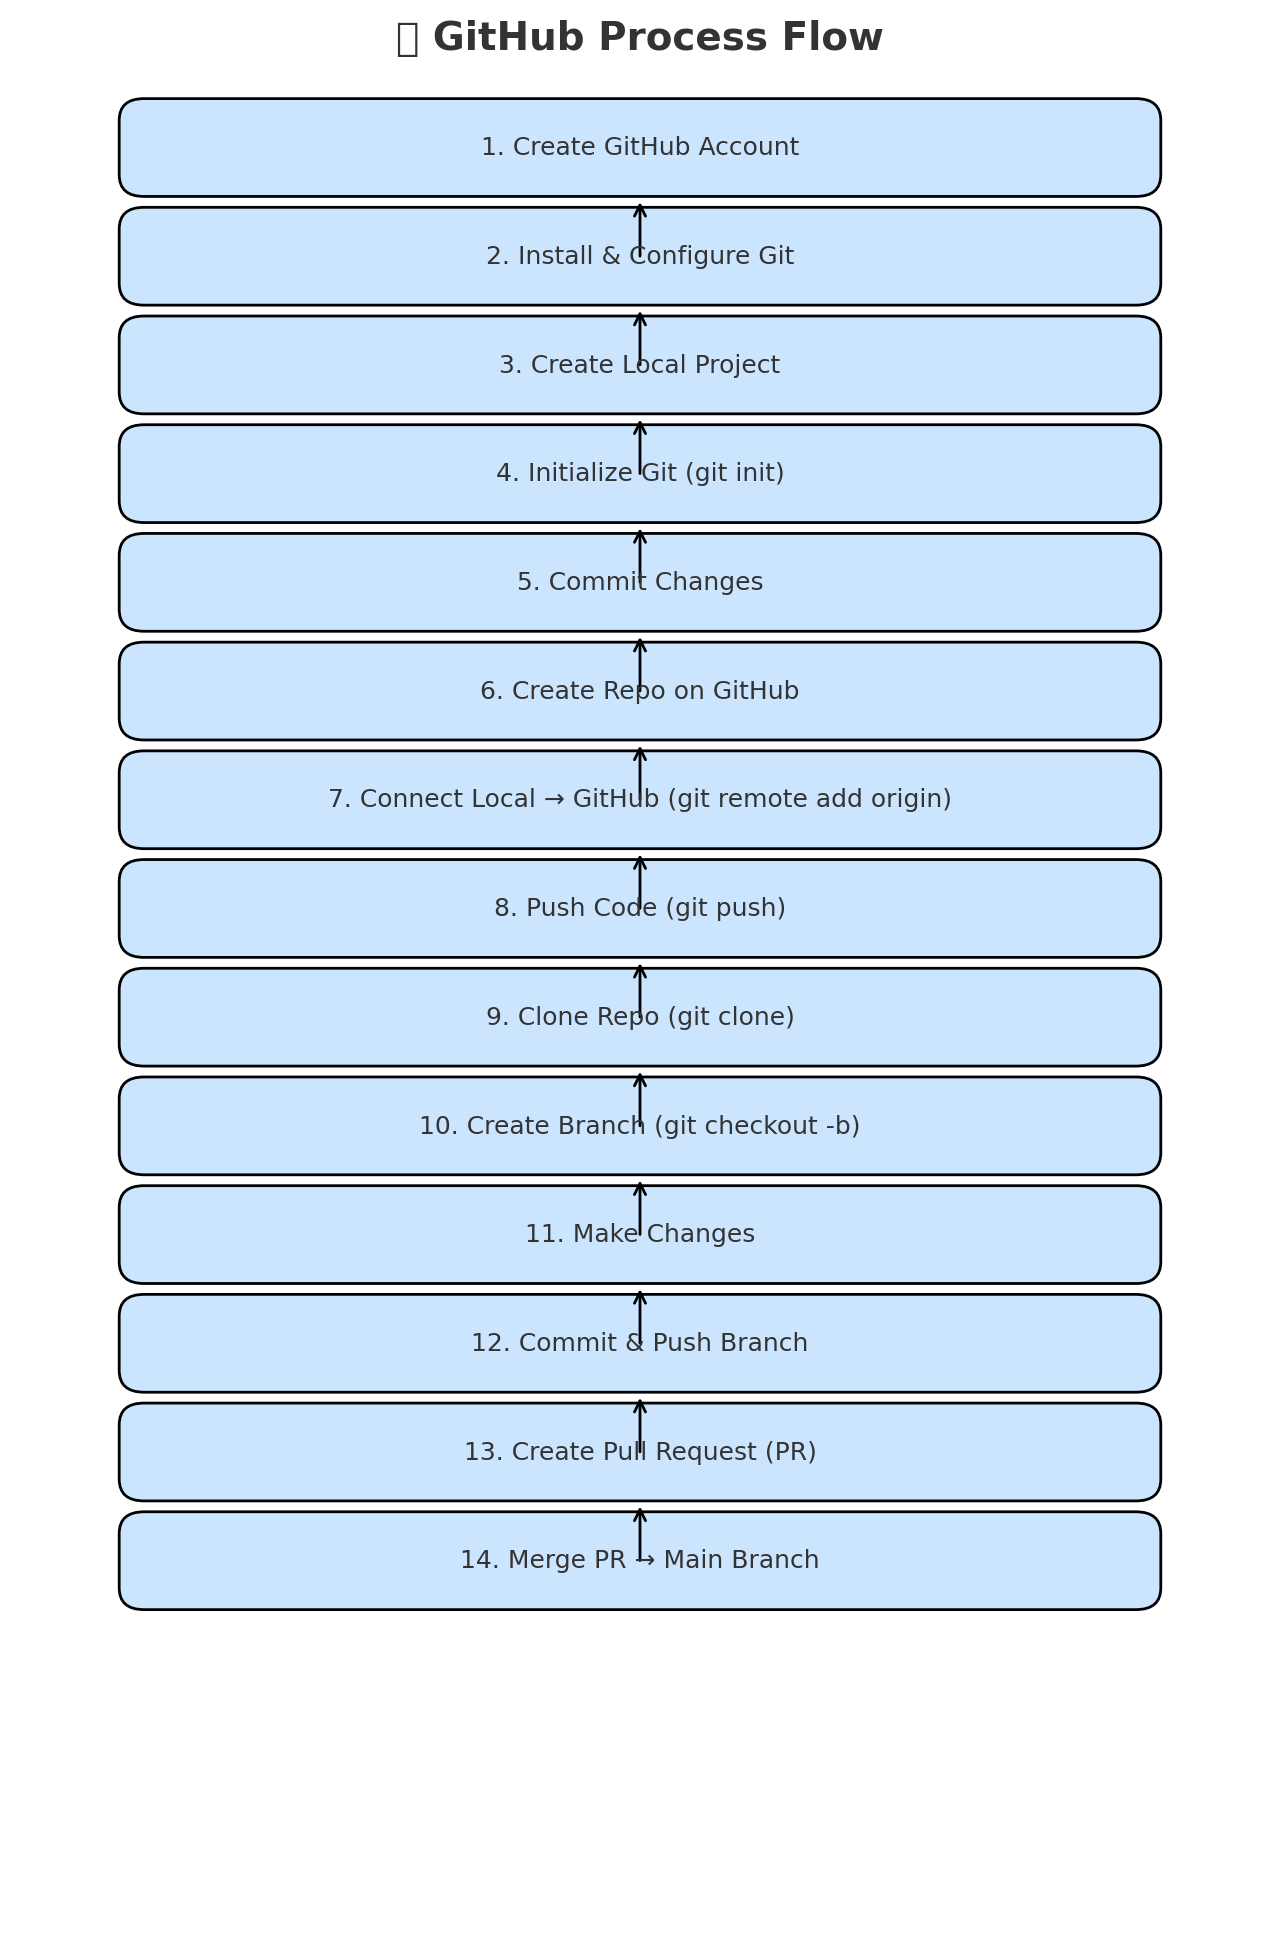 GitHub Process Flow
1. Create GitHub Account
2. Install & Configure Git
3. Create Local Project
4. Initialize Git (git init)
5. Commit Changes
6. Create Repo on GitHub
7. Connect Local → GitHub (git remote add origin)
8. Push Code (git push)
9. Clone Repo (git clone)
10. Create Branch (git checkout -b)
11. Make Changes
12. Commit & Push Branch
13. Create Pull Request (PR)
14. Merge PR → Main Branch